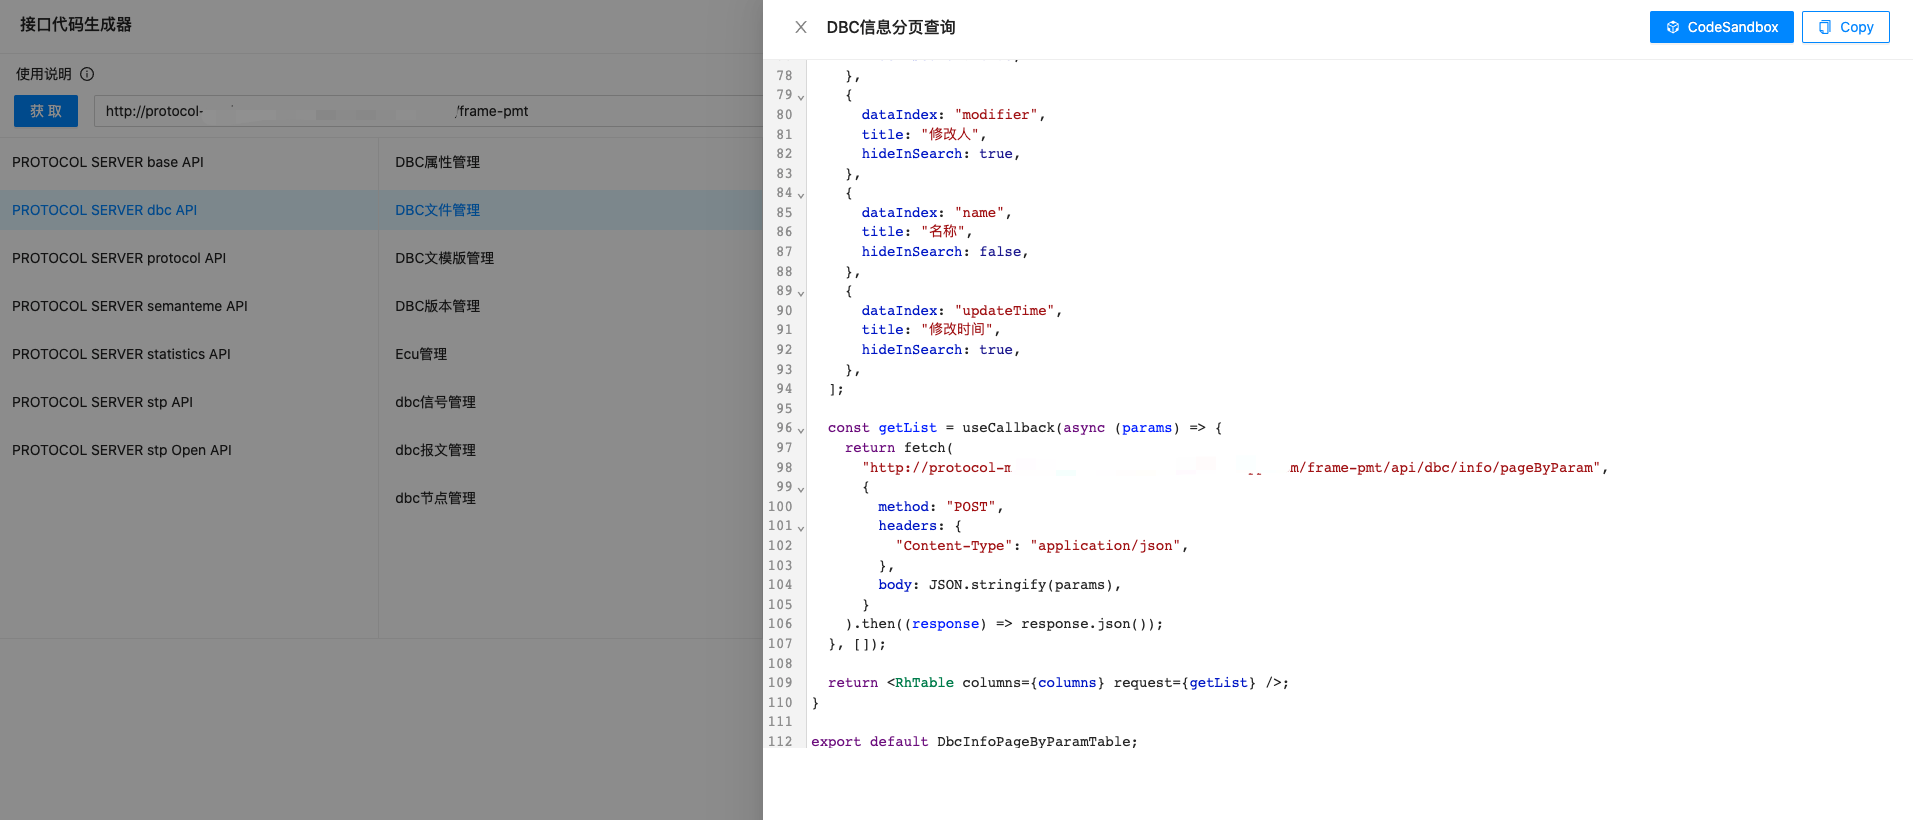 接口代码生成器
使用说明
获 取
http://protocol-
/frame-pmt
PROTOCOL SERVER base API
PROTOCOL SERVER dbc API
PROTOCOL SERVER protocol API
PROTOCOL SERVER semanteme API
PROTOCOL SERVER statistics API
PROTOCOL SERVER stp API
PROTOCOL SERVER stp Open API
DBC属性管理
DBC文件管理
DBC文模版管理
DBC版本管理
Ecu管理
dbc信号管理
dbc报文管理
dbc节点管理
DBC信息分页查询
CodeSandbox
Copy
78 },
79 {
80 dataIndex: "modifier",
81 title: "修改人",
82 hideInSearch: true,
83 },
84 {
85 dataIndex: "name",
86 title: "名称",
87 hideInSearch: false,
88 },
89 {
90 dataIndex: "updateTime",
91 title: "修改时间",
92 hideInSearch: true,
93 },
94 ];
95
96 const getList = useCallback(async (params) => {
97 return fetch(
98 "http://protocol-m m/frame-pmt/api/dbc/info/pageByParam",
99 {
100 method: "POST",
101 headers: {
102 "Content-Type": "application/json",
103 },
104 body: JSON.stringify(params),
105 }
106 ).then((response) => response.json());
107 }, []);
108
109 return <RhTable columns={columns} request={getList} />;
110 }
111
112 export default DbcInfoPageByParamTable;